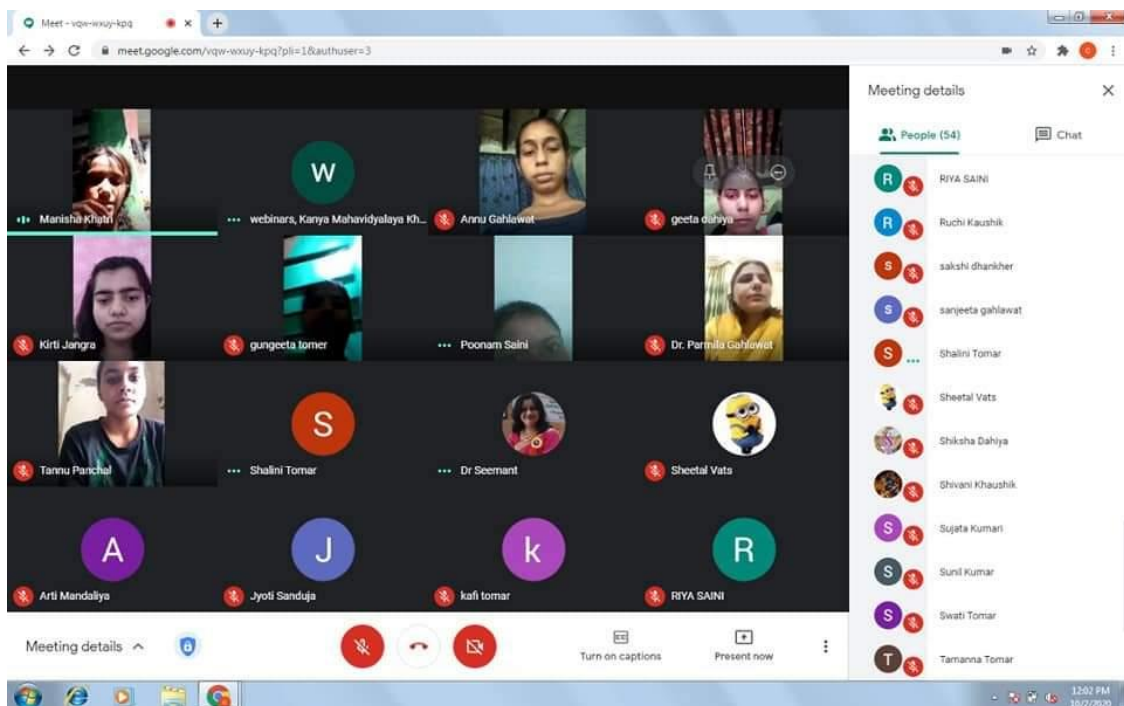 Meet - vqw-wxuy-kpq
meet.google.com/vqw-wxuy-kpq?pli=1&authuser=3
Manisha Khatri
W
webinars, Kanya Mahavidyalaya Kh...
Annu Gahlawat
geeta dahiya
Kirti Jangra
gungeeta tomer
Poonam Saini
Dr. Parmila Gahlawat
Tannu Panchal
S
Shalini Tomar
Dr Seemant
Sheetal Vats
A
Arti Mandaliya
J
Jyoti Sanduja
k
kafi tomar
R
RIYA SAINI
Meeting details
Turn on captions
Present now
Meeting details
People (54)
Chat
R
RIYA SAINI
R
Ruchi Kaushik
S
sakshi dhankher
S
sanjeeta gahlawat
S
Shalini Tomar
Sheetal Vats
Shiksha Dahiya
Shivani Khaushik
S
Sujata Kumari
S
Sunil Kumar
S
Swati Tomar
T
Tamanna Tomar
12:02 PM
10/2/2020